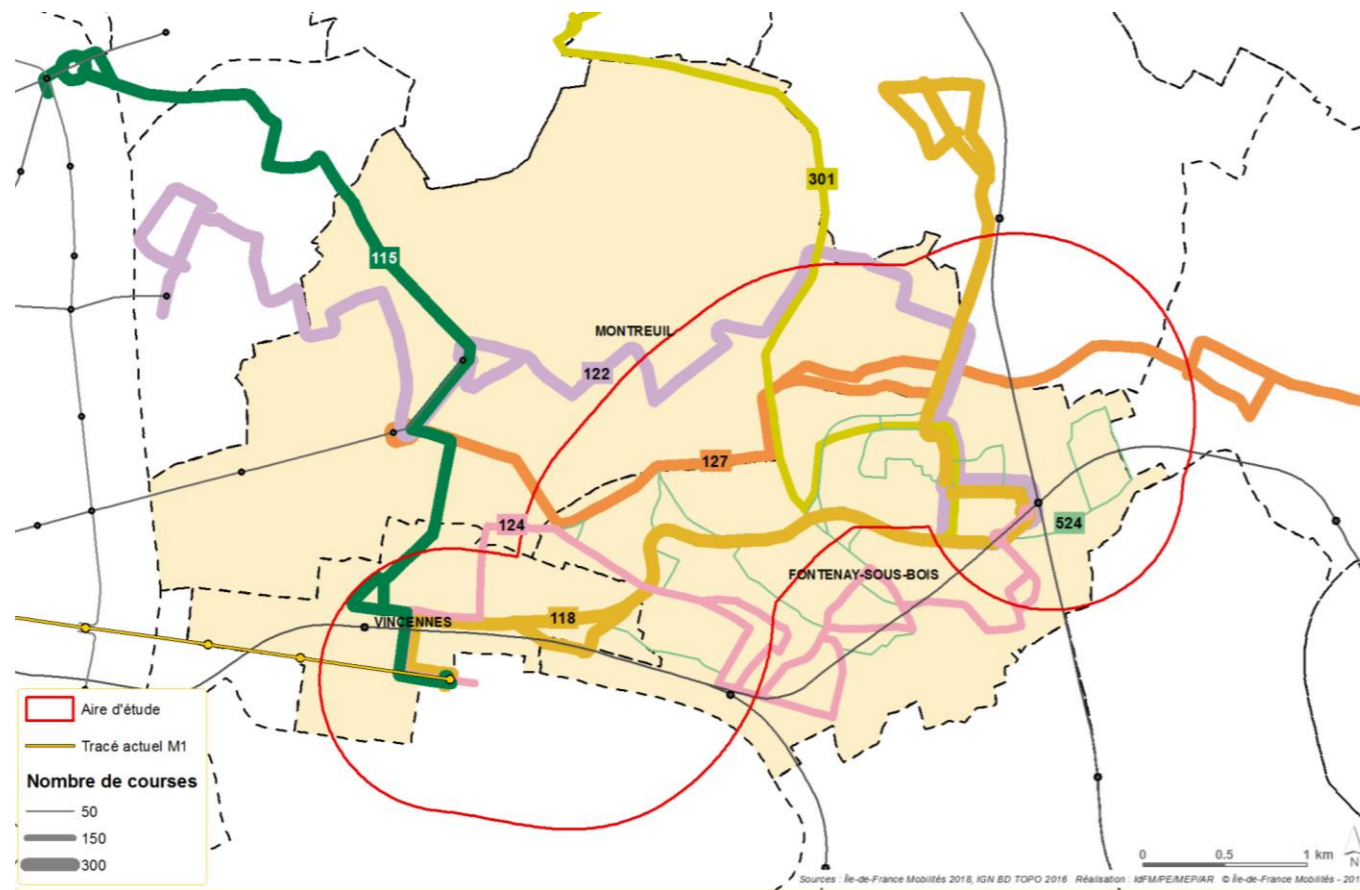 301
115
MONTREUIL
122
127
124
524
FONTENAY-SOUS-BOIS
118
VINCENNES
Aire d'étude
Tracé actuel M1
Nombre de courses
50
150
300
0 0.5 1 km
N
Sources : Île-de-France Mobilités 2018, IGN BD TOPO 2016 Réalisation : IdFM/PE/MEP/AR © Île-de-France Mobilités - 201